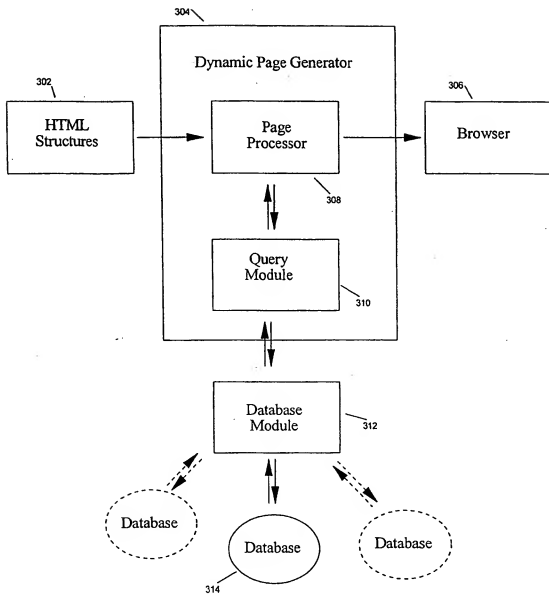 304
Dynamic Page Generator
302
HTML
Structures
Page
Processor
308
306
Browser
Query
Module
310
Database
Module
312
Database
Database
314
Database